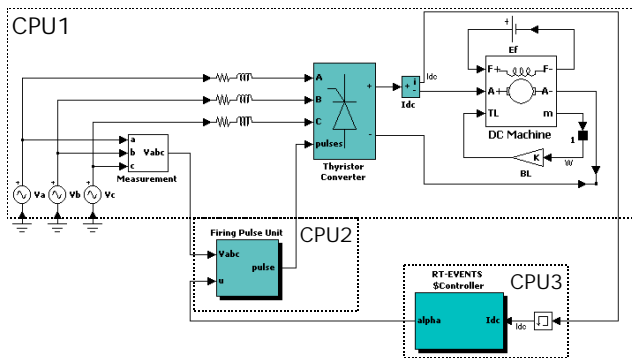 CPU1
Ef
A
B
C
pulses
+
-
Thyristor
Converter
+
i
-
Idc
Idc
F+
F-
A+
A-
TL
m
DC Machine
1
K
w
BL
a
b
c
Vabc
Measurement
Va
Vb
Vc
CPU2
Firing Pulse Unit
Vabc
pulse
u
CPU3
RT-EVENTS
$Controller
alpha
Idc
Idc